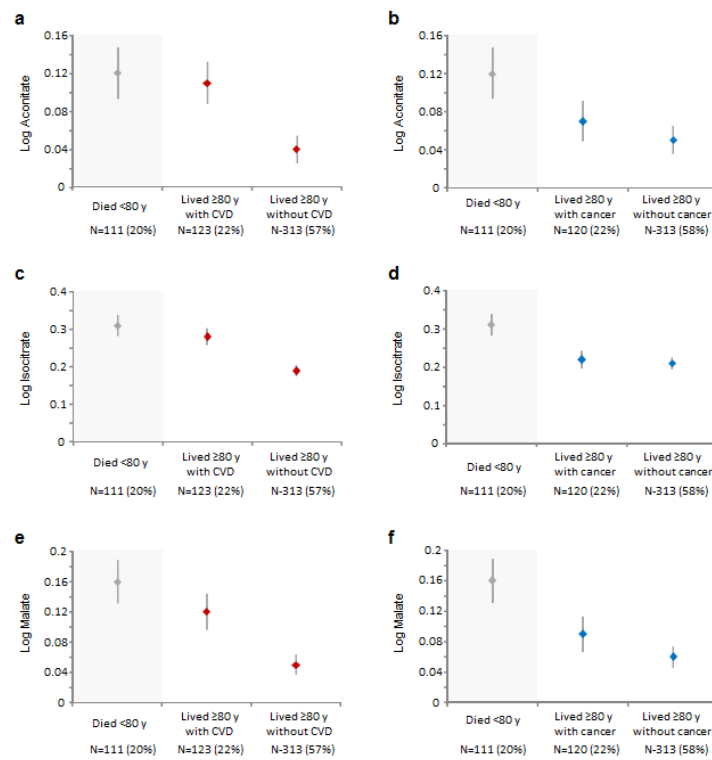 a
0.16
0.12
0.08
0.04
0
Log Aconitate
Died <80 y
N=111 (20%)
Lived ≥80 y
with CVD
N=123 (22%)
Lived ≥80 y
without CVD
N-313 (57%)
b
0.16
0.12
0.08
0.04
0
Log Aconitate
Died <80 y
N=111 (20%)
Lived ≥80 y
with cancer
N=120 (22%)
Lived ≥80 y
without cancer
N-313 (58%)
c
0.4
0.3
0.2
0.1
0
Log Isocitrate
Died <80 y
N=111 (20%)
Lived ≥80 y
with CVD
N=123 (22%)
Lived ≥80 y
without CVD
N-313 (57%)
d
0.4
0.3
0.2
0.1
0
Log Isocitrate
Died <80 y
N=111 (20%)
Lived ≥80 y
with cancer
N=120 (22%)
Lived ≥80 y
without cancer
N-313 (58%)
e
0.2
0.16
0.12
0.08
0.04
0
Log Malate
Died <80 y
N=111 (20%)
Lived ≥80 y
with CVD
N=123 (22%)
Lived ≥80 y
without CVD
N-313 (57%)
f
0.2
0.16
0.12
0.08
0.04
0
Log Malate
Died <80 y
N=111 (20%)
Lived ≥80 y
with cancer
N=120 (22%)
Lived ≥80 y
without cancer
N-313 (58%)